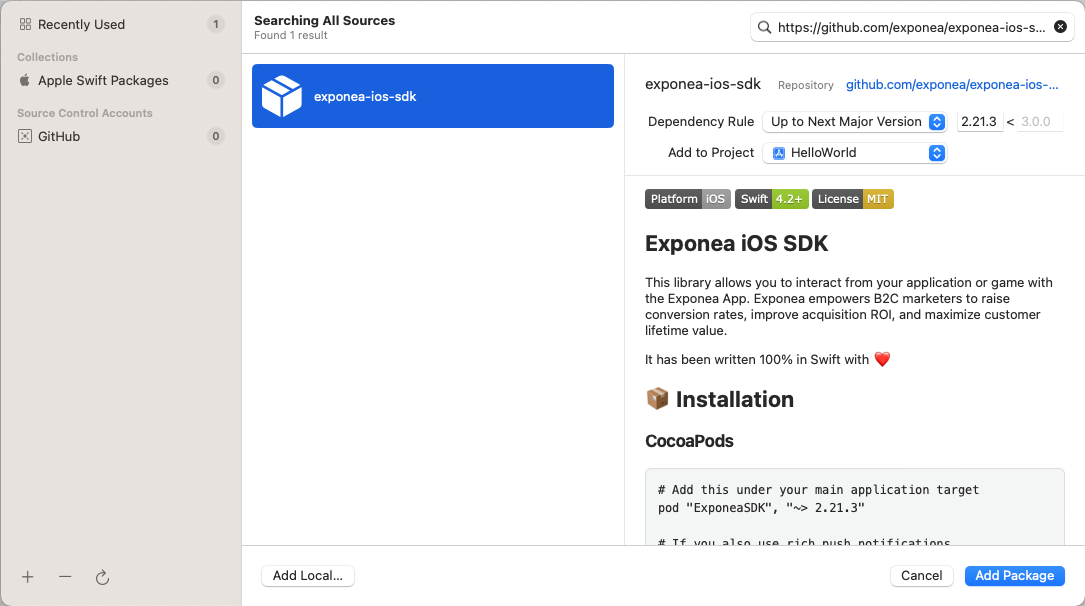 Recently Used 1
Collections
Apple Swift Packages 0
Source Control Accounts
GitHub 0
Searching All Sources
Found 1 result
https://github.com/exponea/exponea-ios-s...
exponea-ios-sdk
exponea-ios-sdk Repository github.com/exponea/exponea-ios-...
Dependency Rule Up to Next Major Version 2.21.3 < 3.0.0
Add to Project HelloWorld
Platform iOS Swift 4.2+ License MIT
Exponea iOS SDK
This library allows you to interact from your application or game with
the Exponea App. Exponea empowers B2C marketers to raise
conversion rates, improve acquisition ROI, and maximize customer
lifetime value.
It has been written 100% in Swift with ❤️
📦 Installation
CocoaPods
# Add this under your main application target
pod "ExponeaSDK", "~> 2.21.3"
# If you also use rich push notifications
Add Local...
Cancel
Add Package